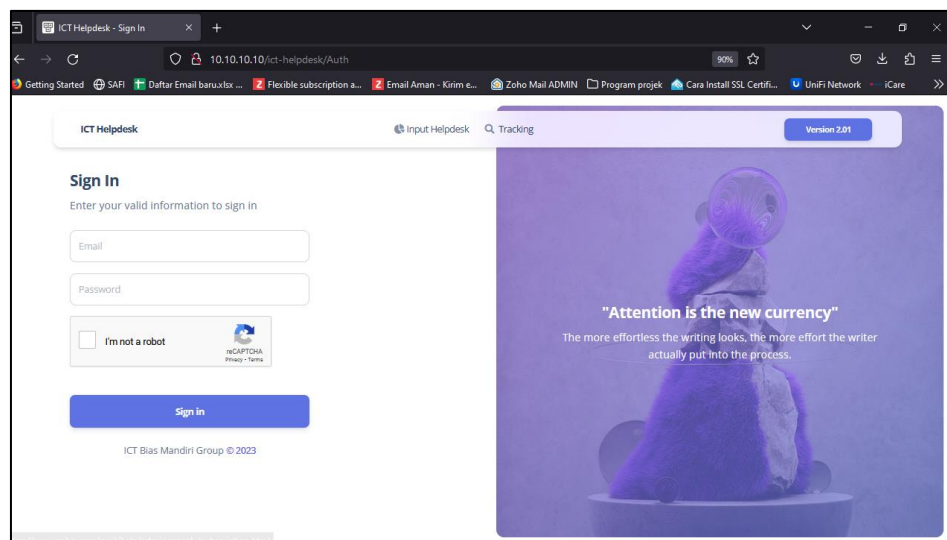 ICT Helpdesk - Sign In
10.10.10.10/ict-helpdesk/Auth
90%
Getting Started SAFI Daftar Email baru.xlsx ... Flexible subscription a... Email Aman - Kirim e... Zoho Mail ADMIN Program projek Cara Install SSL Certifi... UniFi Network iCare
ICT Helpdesk Input Helpdesk Tracking Version 2.01
Sign In
Enter your valid information to sign in
Email
Password
I'm not a robot
reCAPTCHA
Privacy - Terms
Sign in
ICT Bias Mandiri Group © 2023
"Attention is the new currency"
The more effortless the writing looks, the more effort the writer
actually put into the process.